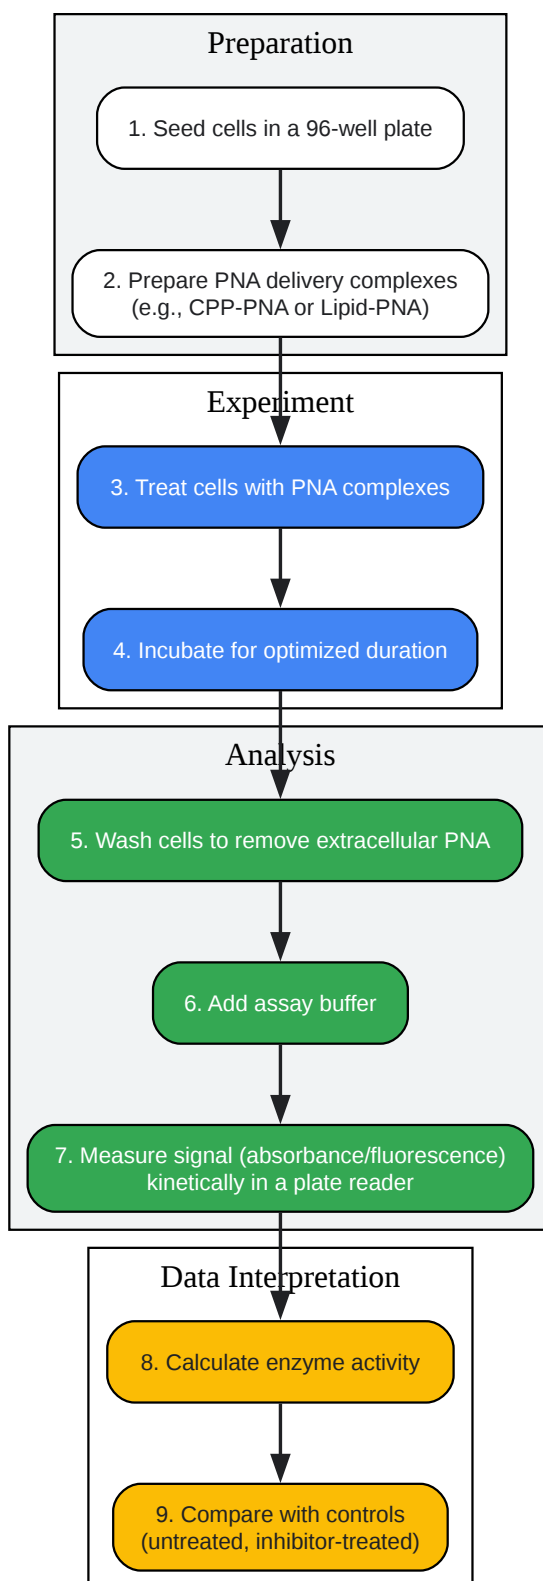 Preparation
1. Seed cells in a 96-well plate
2. Prepare PNA delivery complexes
(e.g., CPP-PNA or Lipid-PNA)
Experiment
3. Treat cells with PNA complexes
4. Incubate for optimized duration
Analysis
5. Wash cells to remove extracellular PNA
6. Add assay buffer
7. Measure signal (absorbance/fluorescence)
kinetically in a plate reader
Data Interpretation
8. Calculate enzyme activity
9. Compare with controls
(untreated, inhibitor-treated)